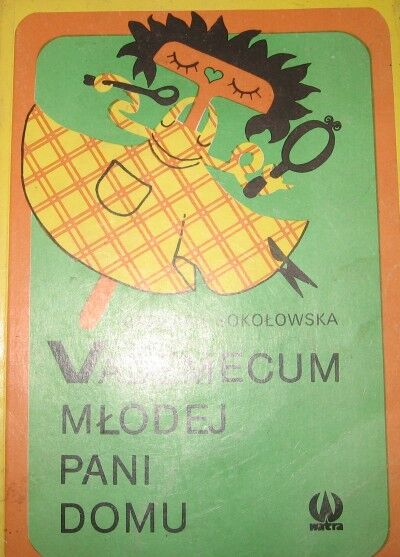 SOKOŁOWSKA
VADEMECUM
MŁODEJ
PANI
DOMU
watra